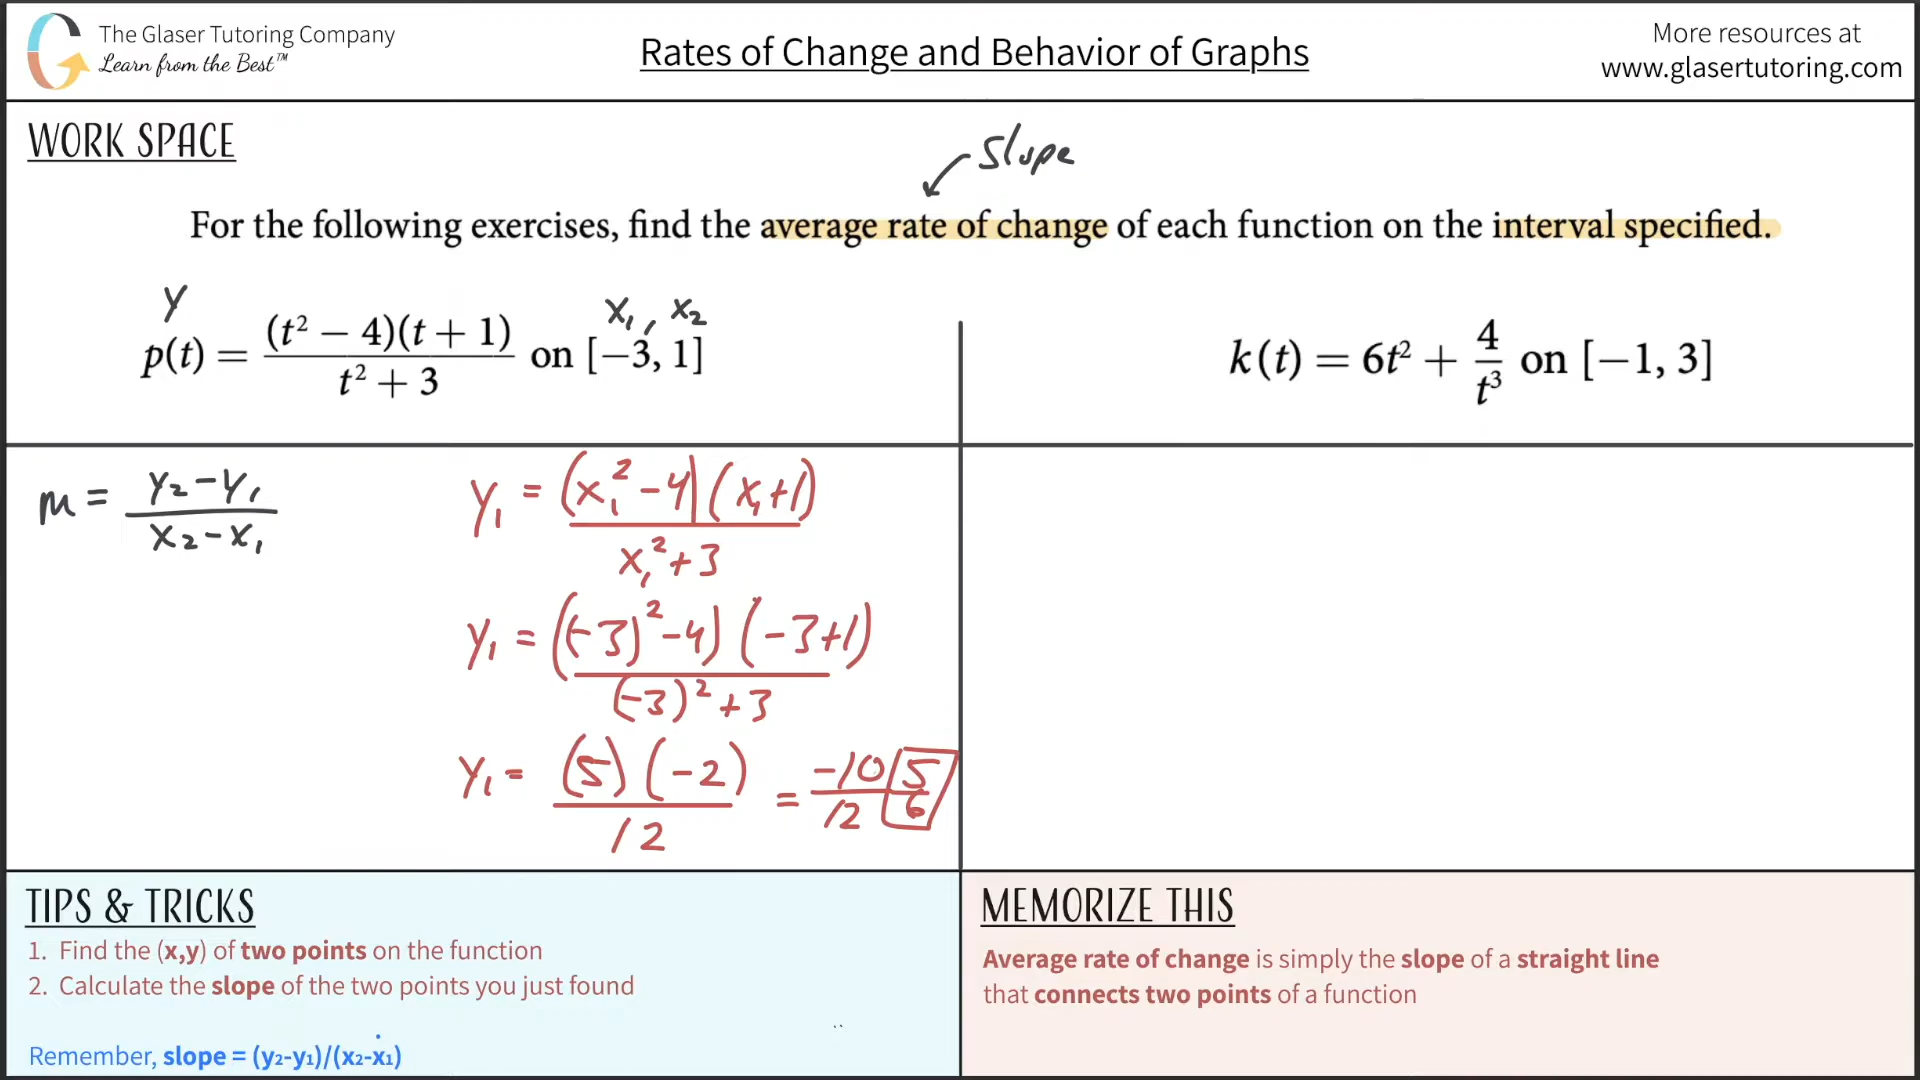 The Glaser Tutoring Company
Learn from the Best™
Rates of Change and Behavior of Graphs
More resources at
www.glasertutoring.com
WORK SPACE
slope
For the following exercises, find the average rate of change of each function on the interval specified.
y
x₁, x₂
p(t) = (t² − 4)(t + 1) / t² + 3 on [−3, 1]
k(t) = 6t² + 4/t³ on [−1, 3]
m = y₂-y₁ / x₂-x₁
y₁ = (x₁²-4)(x₁+1) / x₁²+3
y₁ = ((-3)²-4)(-3+1) / (-3)²+3
y₁ = (5)(-2) / 12 = -10/12 5/6
TIPS & TRICKS
1. Find the (x,y) of two points on the function
2. Calculate the slope of the two points you just found
Remember, slope = (y₂-y₁)/(x₂-x₁)
MEMORIZE THIS
Average rate of change is simply the slope of a straight line
that connects two points of a function